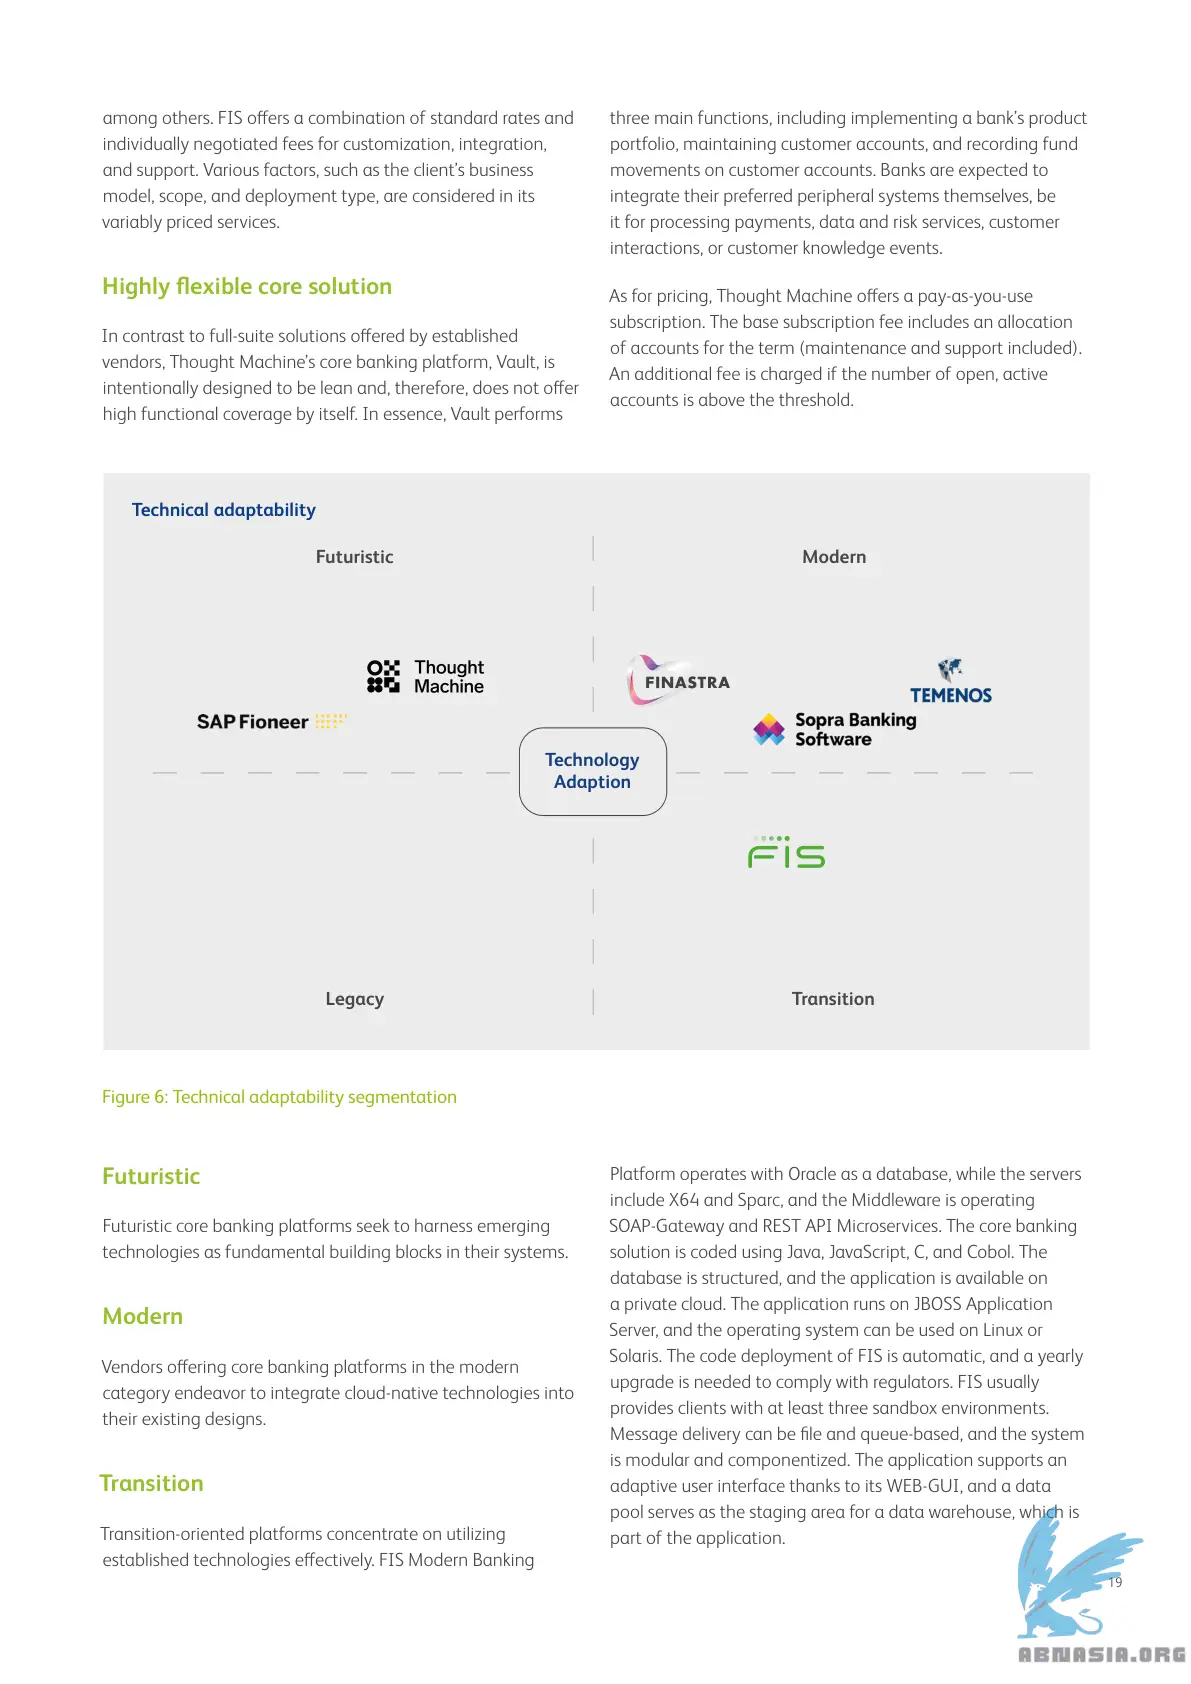 among others. FIS offers a combination of standard rates and
individually negotiated fees for customization, integration,
and support. Various factors, such as the client’s business
model, scope, and deployment type, are considered in its
variably priced services.
Highly flexible core solution
In contrast to full-suite solutions offered by established
vendors, Thought Machine’s core banking platform, Vault, is
intentionally designed to be lean and, therefore, does not offer
high functional coverage by itself. In essence, Vault performs
three main functions, including implementing a bank’s product
portfolio, maintaining customer accounts, and recording fund
movements on customer accounts. Banks are expected to
integrate their preferred peripheral systems themselves, be
it for processing payments, data and risk services, customer
interactions, or customer knowledge events.
As for pricing, Thought Machine offers a pay-as-you-use
subscription. The base subscription fee includes an allocation
of accounts for the term (maintenance and support included).
An additional fee is charged if the number of open, active
accounts is above the threshold.
Technical adaptability
Futuristic
Modern
Thought
Machine
SAP Fioneer
FINASTRA
TEMENOS
Sopra Banking
Software
Technology
Adaption
FIS
Legacy
Transition
Figure 6: Technical adaptability segmentation
Futuristic
Futuristic core banking platforms seek to harness emerging
technologies as fundamental building blocks in their systems.
Modern
Vendors offering core banking platforms in the modern
category endeavor to integrate cloud-native technologies into
their existing designs.
Transition
Transition-oriented platforms concentrate on utilizing
established technologies effectively. FIS Modern Banking
Platform operates with Oracle as a database, while the servers
include X64 and Sparc, and the Middleware is operating
SOAP-Gateway and REST API Microservices. The core banking
solution is coded using Java, JavaScript, C, and Cobol. The
database is structured, and the application is available on
a private cloud. The application runs on JBOSS Application
Server, and the operating system can be used on Linux or
Solaris. The code deployment of FIS is automatic, and a yearly
upgrade is needed to comply with regulators. FIS usually
provides clients with at least three sandbox environments.
Message delivery can be file and queue-based, and the system
is modular and componentized. The application supports an
adaptive user interface thanks to its WEB-GUI, and a data
pool serves as the staging area for a data warehouse, which is
part of the application.
19
ABNASIA.ORG